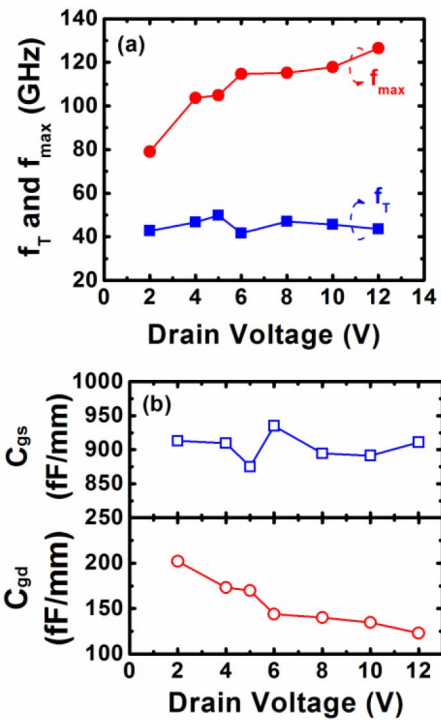 140
120
100
80
60
40
20
f_T and f_max (GHz)
(a)
f_max
f_T
0 2 4 6 8 10 12 14
Drain Voltage (V)
1000
950
900
850
250
200
150
100
C_gs
(fF/mm)
C_gd
(fF/mm)
(b)
0 2 4 6 8 10 12
Drain Voltage (V)